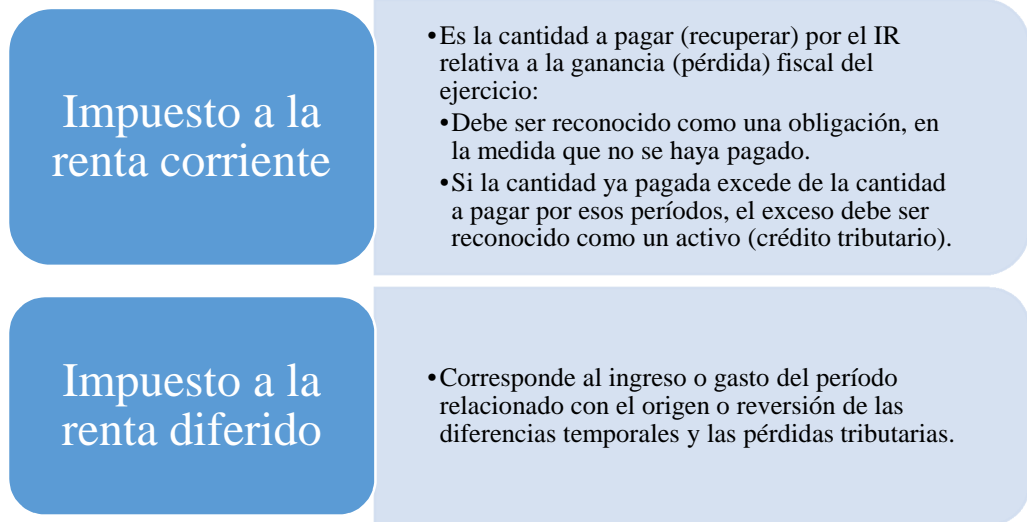 Impuesto a la
renta corriente
•Es la cantidad a pagar (recuperar) por el IR
relativa a la ganancia (pérdida) fiscal del
ejercicio:
•Debe ser reconocido como una obligación, en
la medida que no se haya pagado.
•Si la cantidad ya pagada excede de la cantidad
a pagar por esos períodos, el exceso debe ser
reconocido como un activo (crédito tributario).
Impuesto a la
renta diferido
•Corresponde al ingreso o gasto del período
relacionado con el origen o reversión de las
diferencias temporales y las pérdidas tributarias.